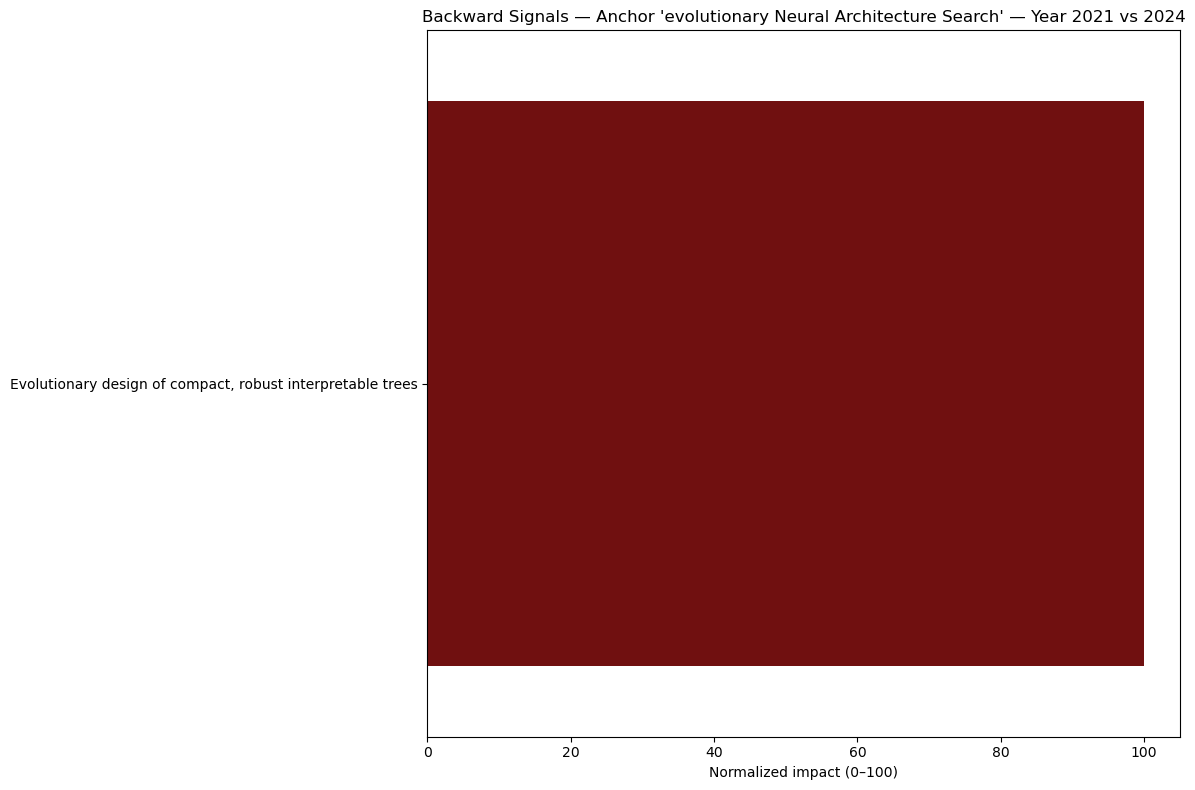 Backward Signals — Anchor 'evolutionary Neural Architecture Search' — Year 2021 vs 2024
Evolutionary design of compact, robust interpretable trees
0 20 40 60 80 100
Normalized impact (0–100)